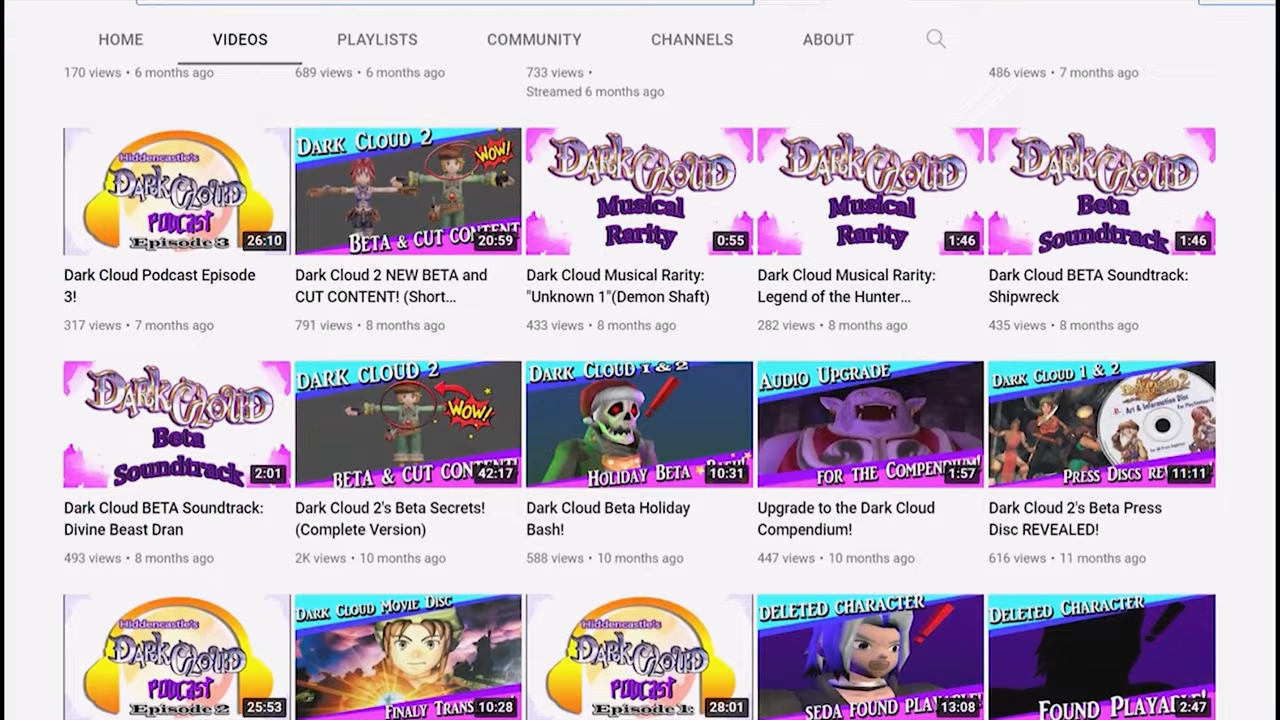 HOME VIDEOS PLAYLISTS COMMUNITY CHANNELS ABOUT
170 views • 6 months ago
689 views • 6 months ago
733 views •
Streamed 6 months ago
486 views • 7 months ago
Hiddencastle's
DARK CLOUD
PODCAST
Episode 3
26:10
DARK CLOUD 2
WOW!
BETA & CUT CONTENT
20:59
DARK CLOUD
Musical
Rarity
0:55
DARK CLOUD
Musical
Rarity
1:46
DARK CLOUD
Beta
Soundtrack
1:46
Dark Cloud Podcast Episode
3!
317 views • 7 months ago
Dark Cloud 2 NEW BETA and
CUT CONTENT! (Short...
791 views • 8 months ago
Dark Cloud Musical Rarity:
"Unknown 1"(Demon Shaft)
433 views • 8 months ago
Dark Cloud Musical Rarity:
Legend of the Hunter...
282 views • 8 months ago
Dark Cloud BETA Soundtrack:
Shipwreck
435 views • 8 months ago
DARK CLOUD
Beta
Soundtrack
2:01
DARK CLOUD 2
WOW!
BETA & CUT CONTENT
42:17
DARK CLOUD 1 & 2
HOLIDAY BETA BASH!
10:31
AUDIO UPGRADE
FOR THE COMPENDIUM!
1:57
DARK CLOUD 1 & 2
Art & Information Disc
PRESS DISCS RE
11:11
Dark Cloud BETA Soundtrack:
Divine Beast Dran
493 views • 8 months ago
Dark Cloud 2's Beta Secrets!
(Complete Version)
2K views • 10 months ago
Dark Cloud Beta Holiday
Bash!
588 views • 10 months ago
Upgrade to the Dark Cloud
Compendium!
447 views • 10 months ago
Dark Cloud 2's Beta Press
Disc REVEALED!
616 views • 11 months ago
Hiddencastle's
DARK CLOUD
PODCAST
Episode 2
25:53
DARK CLOUD MOVIE DISC
FINALY TRANS
10:28
Hiddencastle's
DARK CLOUD
PODCAST
Episode 1
28:01
DELETED CHARACTER
SEDA FOUND PLAYABLE!
13:08
DELETED CHARACTER
FOUND PLAYABLE!
2:47